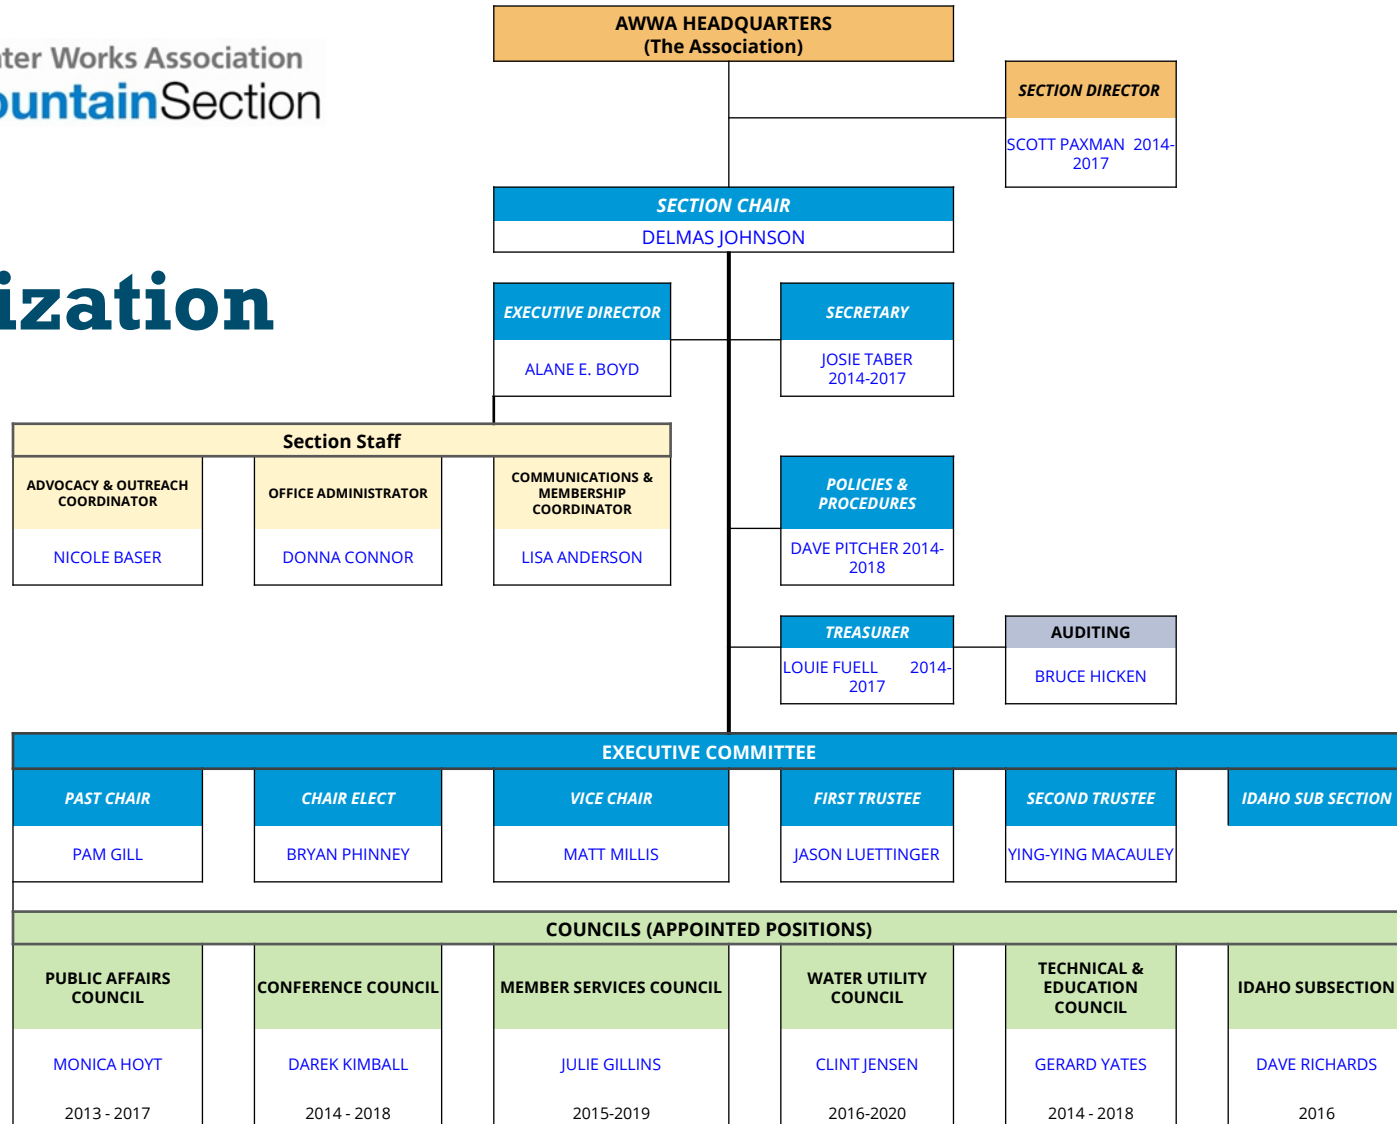 AWWA HEADQUARTERS
(The Association)
ter Works Association
ountainSection
SECTION DIRECTOR
SCOTT PAXMAN 2014-
2017
SECTION CHAIR
DELMAS JOHNSON
ization
EXECUTIVE DIRECTOR
ALANE E. BOYD
SECRETARY
JOSIE TABER
2014-2017
Section Staff
ADVOCACY & OUTREACH
COORDINATOR
NICOLE BASER
OFFICE ADMINISTRATOR
DONNA CONNOR
COMMUNICATIONS &
MEMBERSHIP
COORDINATOR
LISA ANDERSON
POLICIES &
PROCEDURES
DAVE PITCHER 2014-
2018
TREASURER
LOUIE FUELL 2014-
2017
AUDITING
BRUCE HICKEN
EXECUTIVE COMMITTEE
PAST CHAIR
PAM GILL
CHAIR ELECT
BRYAN PHINNEY
VICE CHAIR
MATT MILLIS
FIRST TRUSTEE
JASON LUETTINGER
SECOND TRUSTEE
YING-YING MACAULEY
IDAHO SUB SECTION
COUNCILS (APPOINTED POSITIONS)
PUBLIC AFFAIRS
COUNCIL
MONICA HOYT
2013 - 2017
CONFERENCE COUNCIL
DAREK KIMBALL
2014 - 2018
MEMBER SERVICES COUNCIL
JULIE GILLINS
2015-2019
WATER UTILITY
COUNCIL
CLINT JENSEN
2016-2020
TECHNICAL &
EDUCATION
COUNCIL
GERARD YATES
2014 - 2018
IDAHO SUBSECTION
DAVE RICHARDS
2016